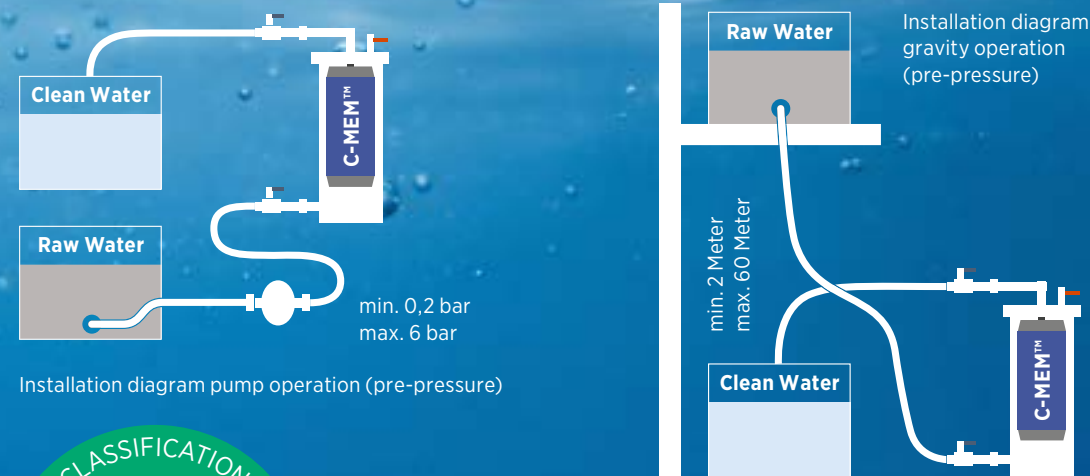 Clean Water
C-MEM™
Raw Water
min. 0,2 bar
max. 6 bar
Installation diagram pump operation (pre-pressure)
CLASSIFICATION
Raw Water
Installation diagram
gravity operation
(pre-pressure)
min. 2 Meter
max. 60 Meter
Clean Water
C-MEM™